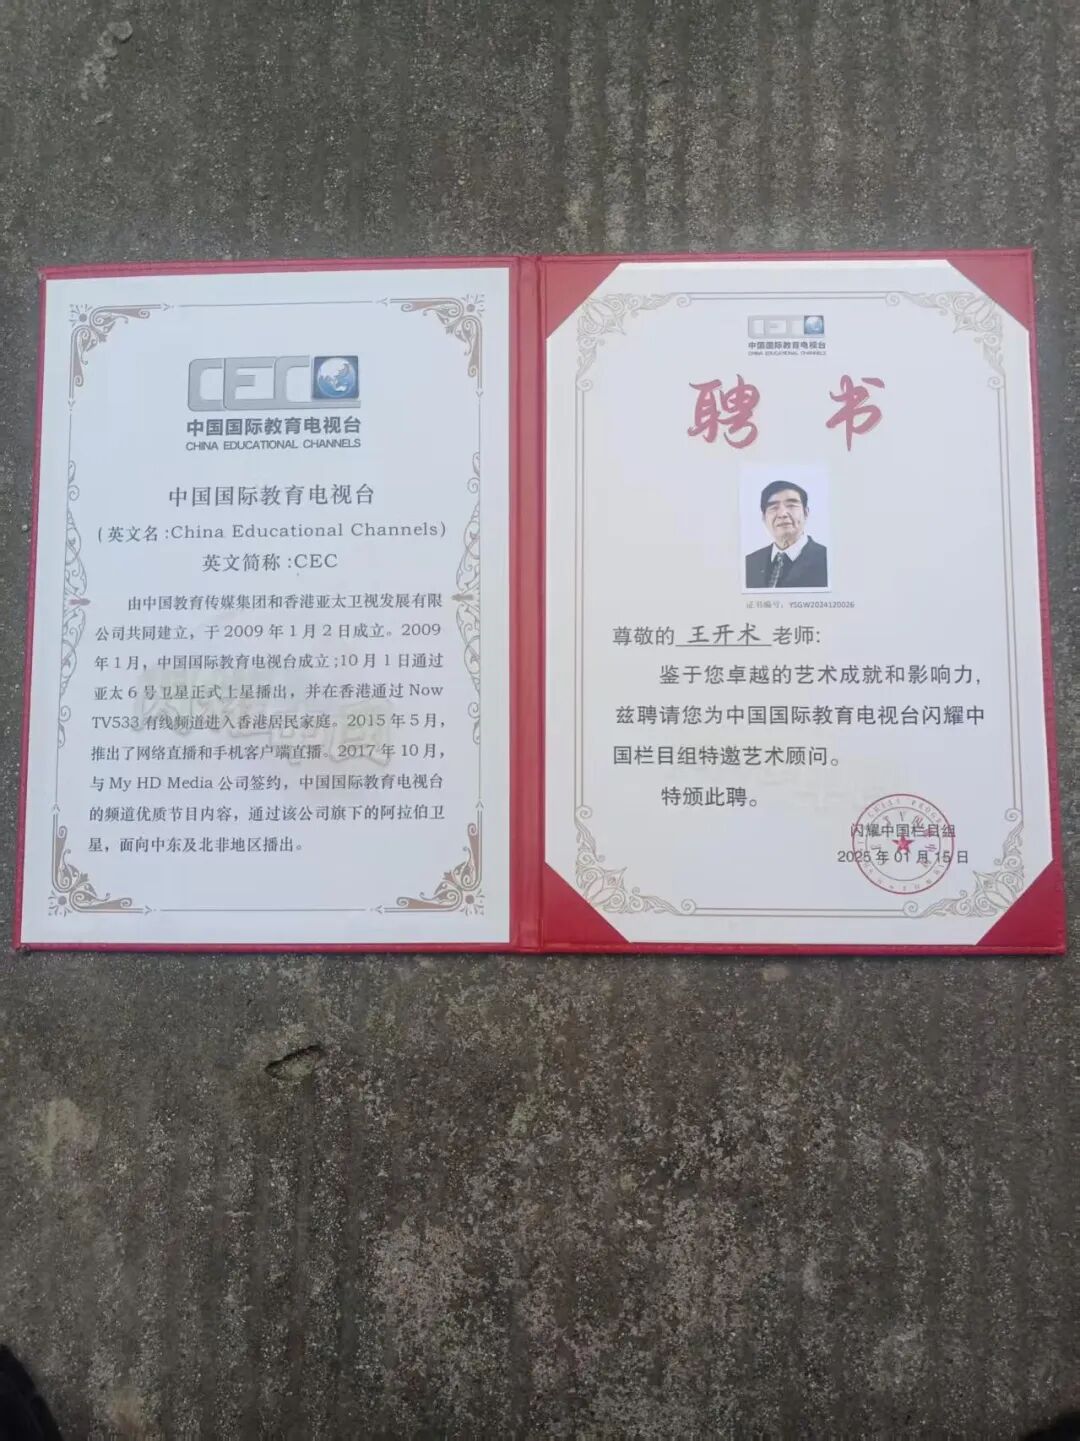 CEC
中国国际教育电视台
CHINA EDUCATIONAL CHANNELS
中国国际教育电视台
(英文名:China Educational Channels)
英文简称:CEC
由中国教育传媒集团和香港亚太卫视发展有限
公司共同建立，于2009年1月2日成立。2009
年1月，中国国际教育电视台成立;10月1日通过
亚太6号卫星正式上星播出，并在香港通过Now
TV533有线频道进入香港居民家庭。2015年5月，
推出了网络直播和手机客户端直播。2017年10月，
与My HD Media公司签约，中国国际教育电视台
的频道优质节目内容，通过该公司旗下的阿拉伯卫
星，面向中东及北非地区播出。
CEC
中国国际教育电视台
CHINA EDUCATIONAL CHANNELS
聘书
证书编号：YSGW2024120026
尊敬的 王开术 老师:
鉴于您卓越的艺术成就和影响力，
兹聘请您为中国国际教育电视台闪耀中
国栏目组特邀艺术顾问。
特颁此聘。
闪耀中国栏目组
2025年01月15日